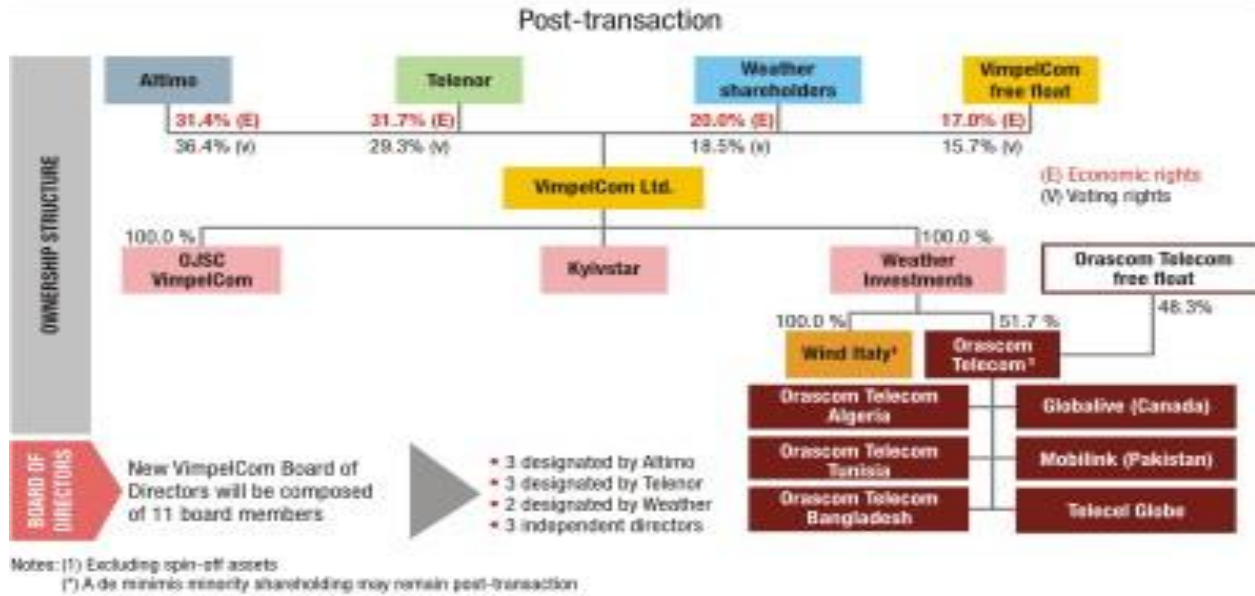 Post-transaction
OWNERSHIP STRUCTURE
Altimo
Telenor
Weather
shareholders
VimpelCom
free float
31.4% (E)
31.7% (E)
20.0% (E)
17.0% (E)
36.4% (v)
29.3% (v)
18.5% (v)
15.7% (v)
(E) Economic rights
(V) Voting rights
VimpelCom Ltd.
100.0 %
100.0 %
OJSC
VimpelCom
Kyivstar
Weather
Investments
Orascom Telecom
free float
48.3%
100.0 %
51.7 %
Wind Italy*
Orascom
Telecom¹
Orascom Telecom
Algeria
Globalive (Canada)
Orascom Telecom
Tunisia
Mobilink (Pakistan)
Orascom Telecom
Bangladesh
Telecel Globe
BOARD OF
DIRECTORS
New VimpelCom Board of
Directors will be composed
of 11 board members
• 3 designated by Altimo
• 3 designated by Telenor
• 2 designated by Weather
• 3 independent directors
Notes: (1) Excluding spin-off assets
(*) A de minimis minority shareholding may remain post-transaction